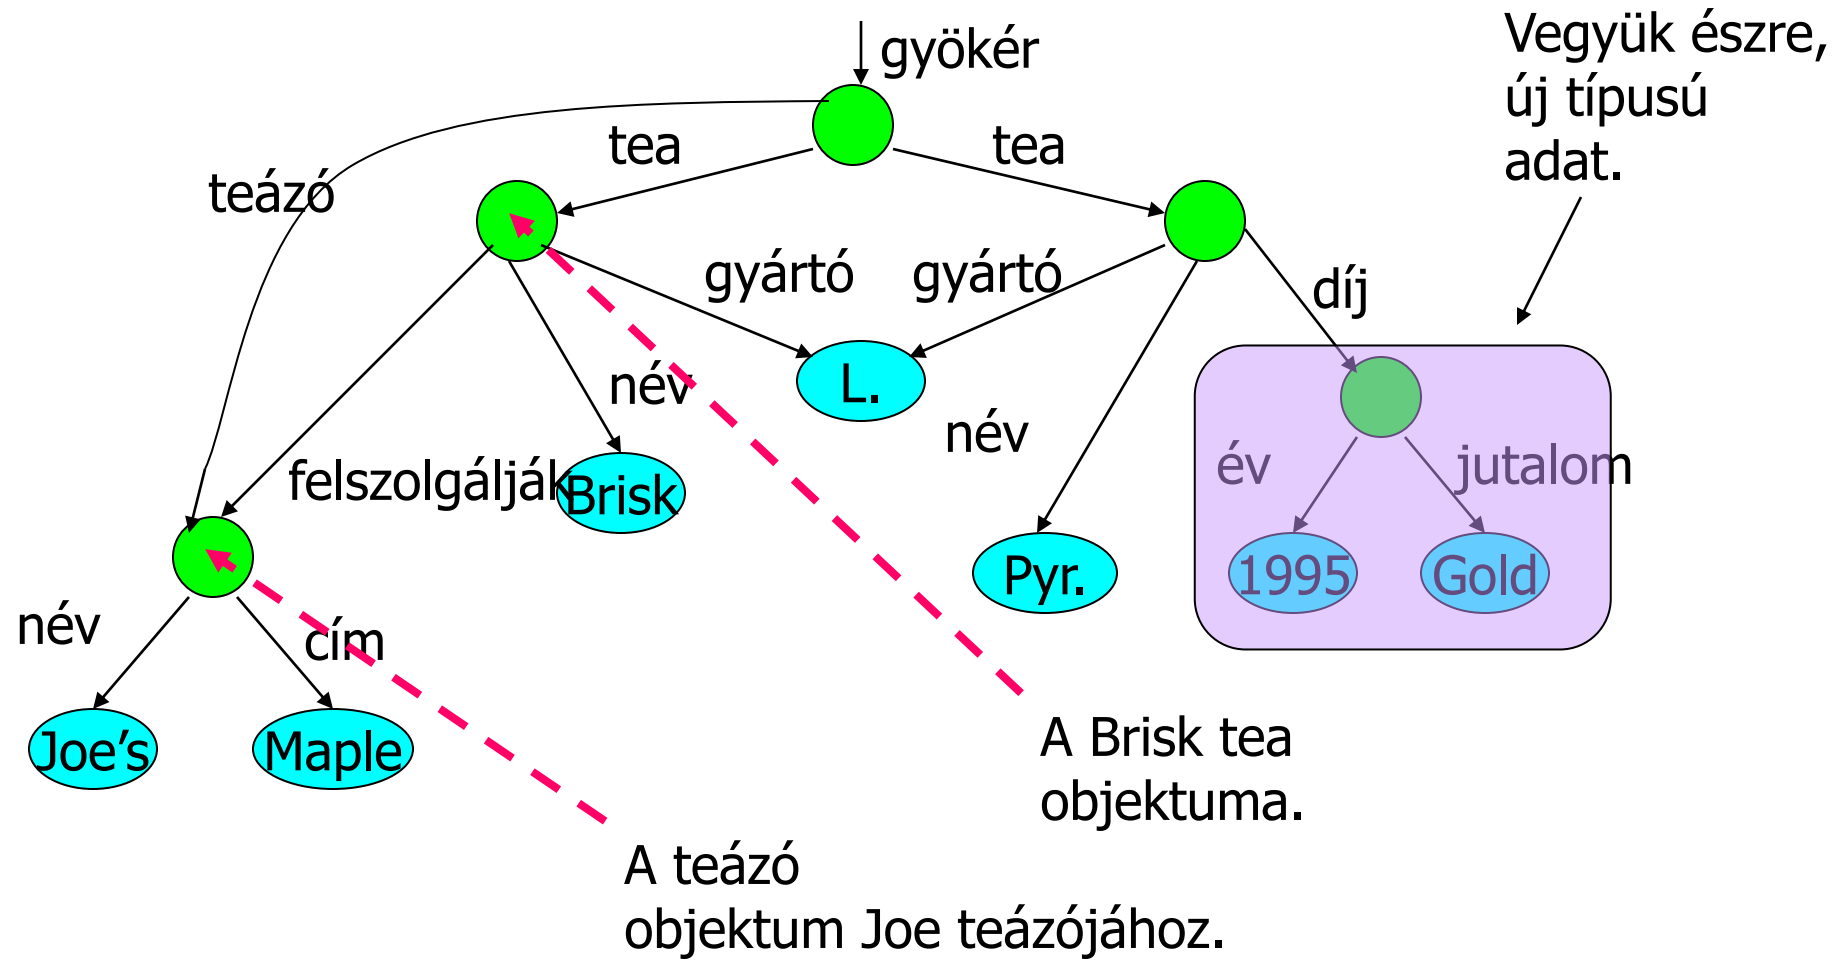 gyökér
Vegyük észre,
új típusú
adat.
tea
tea
teázó
gyártó
gyártó
díj
név
L.
név
felszolgálják
Brisk
év
jutalom
Pyr.
1995
Gold
név
cím
Joe’s
Maple
A Brisk tea
objektuma.
A teázó
objektum Joe teázójához.